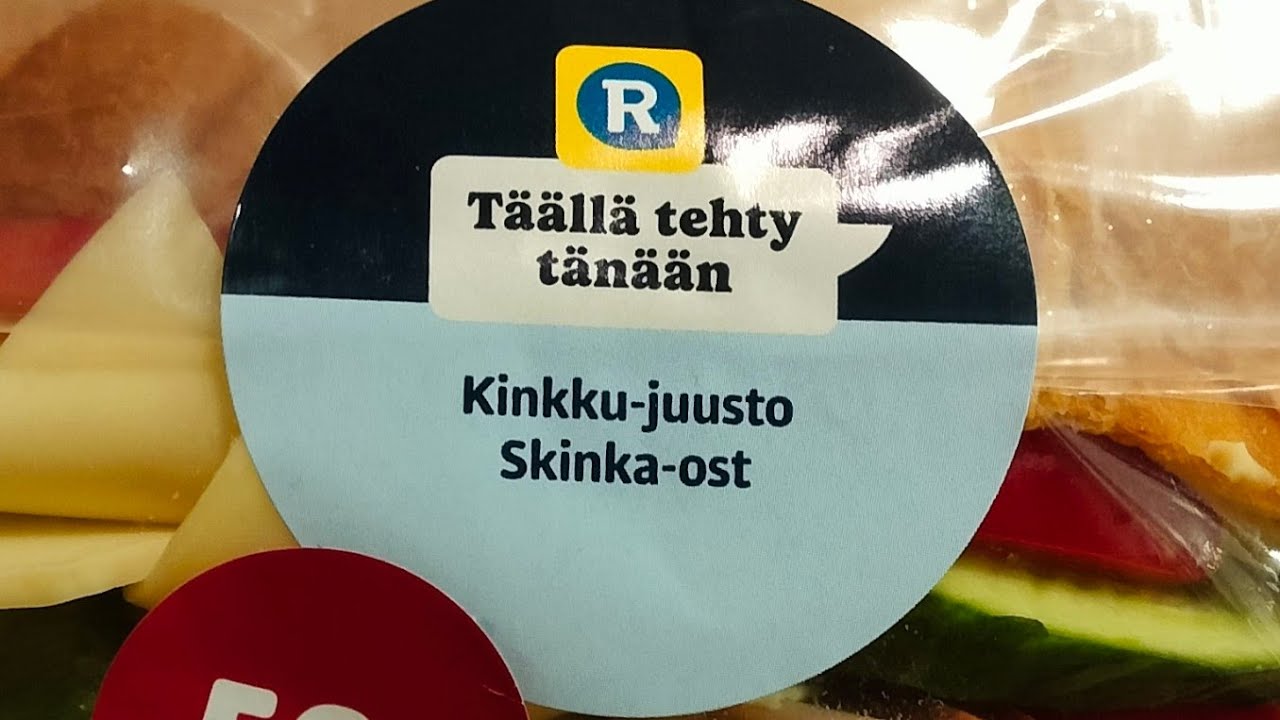 R
Täällä tehty
tänään
Kinkku-juusto
Skinka-ost